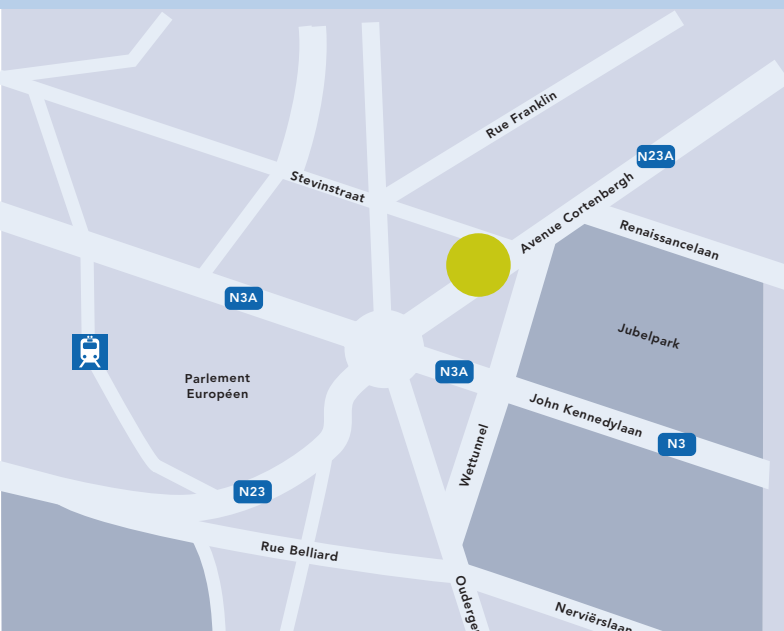 Rue Franklin
N23A
Stevinstraat
Avenue Cortenbergh
Renaissancelaan
N3A
Jubelpark
N3A
Parlement
Européen
John Kennedylaan
N3
Wettunnel
N23
Rue Belliard
Nerviërslaan